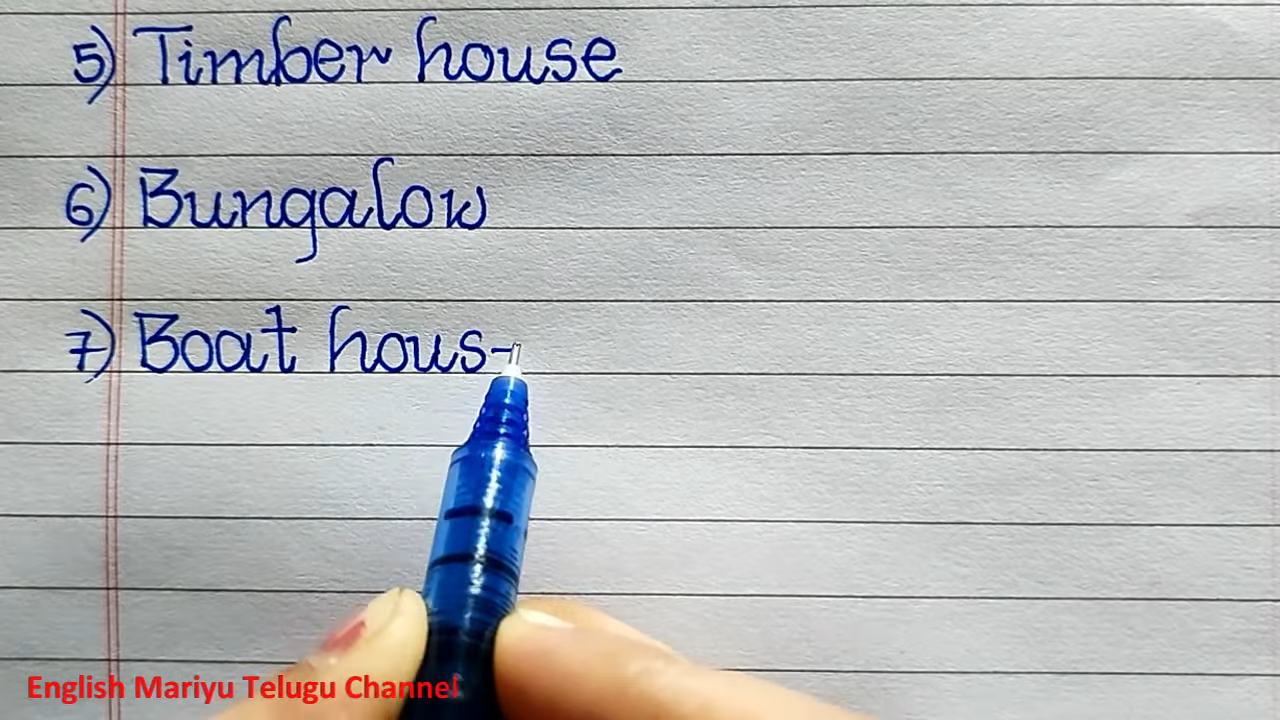 5) Timber house
6) Bungalow
7) Boat hous
English Mariyu Telugu Channel